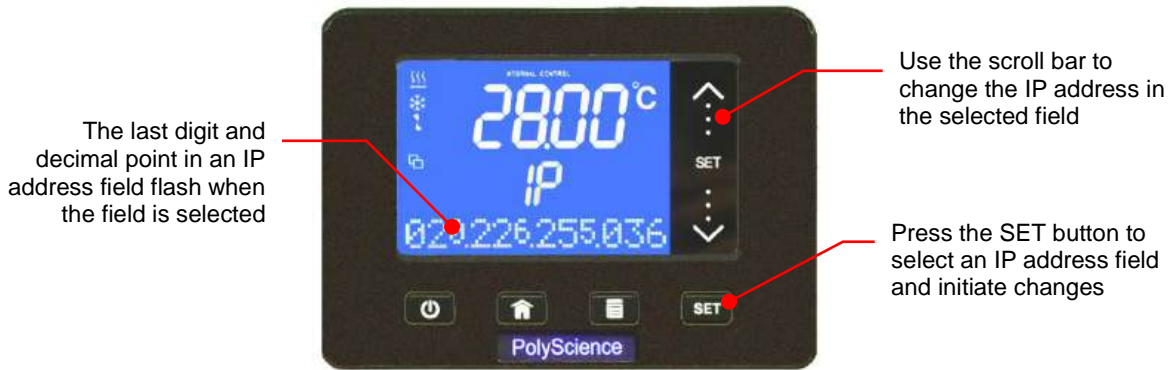 The last digit and
decimal point in an IP
address field flash when
the field is selected
INTERNAL CONTROL
28.00°C
IP
020.226.255.036
SET
SET
PolyScience
Use the scroll bar to
change the IP address in
the selected field
Press the SET button to
select an IP address field
and initiate changes